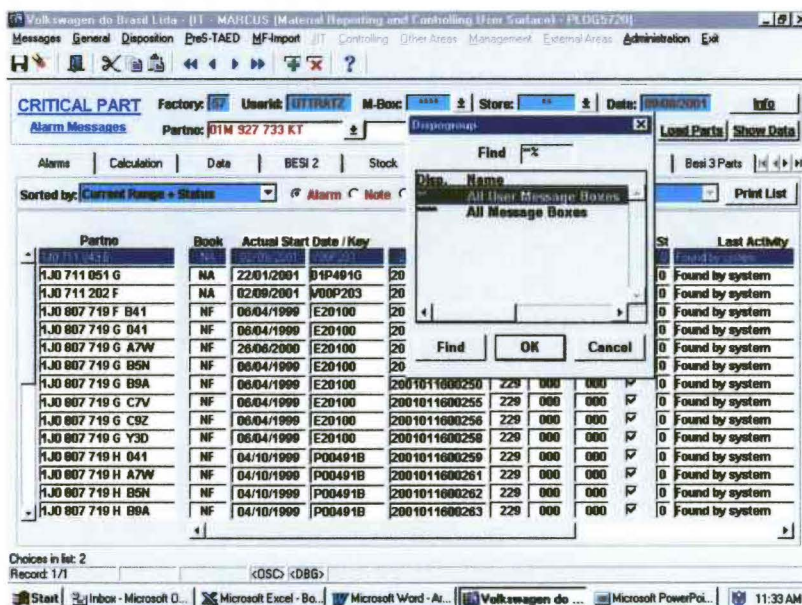 Volkswagen do Brasil Ltda - (IT - MARCUS (Material Reporting and Controlling User Surface) - PLOG5720)
Messages General Disposition PreS-TAED MF-Import JIT Controlling Other Areas Management External Areas Administration Exit
CRITICAL PART Factory: 57 Userid: UTTRATZ M-Box: **** Store: ** Date: 09/08/2001 Info
Alarm Messages Partno: 01M 927 733 KT Load Parts Show Data
Alarms Calculation Data BESI 2 Stock Besi 3 Parts
Sorted by: Current Range + Status Alarm Note Print List
Dispogroup
Find **%
Disp. Name
** All User Message Boxes
**** All Message Boxes
Find OK Cancel
Partno Book Actual Start Date / Key St Last Activity
NA 0 Found by system
1J0 711 051 G NA 22/01/2001 01P491G 20 0 Found by system
1J0 711 202 F NA 02/09/2001 V00P203 20 0 Found by system
1J0 807 719 F B41 NF 06/04/1999 E20100 20 0 Found by system
1J0 807 719 G 041 NF 06/04/1999 E20100 20 0 Found by system
1J0 807 719 G A7W NF 26/06/2000 E20100 20 0 Found by system
1J0 807 719 G B5N NF 06/04/1999 E20100 20 0 Found by system
1J0 807 719 G B9A NF 06/04/1999 E20100 2001011600250 229 000 000 0 Found by system
1J0 807 719 G C7V NF 06/04/1999 E20100 2001011600255 229 000 000 0 Found by system
1J0 807 719 G C9Z NF 06/04/1999 E20100 2001011600256 229 000 000 0 Found by system
1J0 807 719 G Y3D NF 06/04/1999 E20100 2001011600258 229 000 000 0 Found by system
1J0 807 719 H 041 NF 04/10/1999 P00491B 2001011600259 229 000 000 0 Found by system
1J0 807 719 H A7W NF 04/10/1999 P00491B 2001011600261 229 000 000 0 Found by system
1J0 807 719 H B5N NF 04/10/1999 P00491B 2001011600262 229 000 000 0 Found by system
1J0 807 719 H B9A NF 04/10/1999 P00491B 2001011600263 229 000 000 0 Found by system
Choices in list: 2
Record: 1/1 <OSC> <DBG>
Start Inbox - Microsoft O... Microsoft Excel - Bo... Microsoft Word - Ar... Volkswagen do ... Microsoft PowerPoi... 11:33 AM